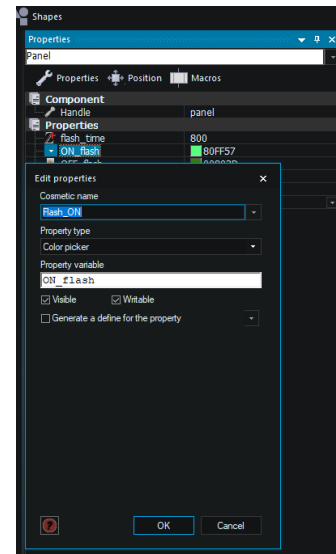 Shapes
Properties
Panel
Properties Position Macros
Component
Handle panel
Properties
flash_time 800
ON_flash 80FF57
Edit properties
Cosmetic name
Flash_ON
Property type
Color picker
Property variable
ON_flash
Visible Writable
Generate a define for the property
OK Cancel